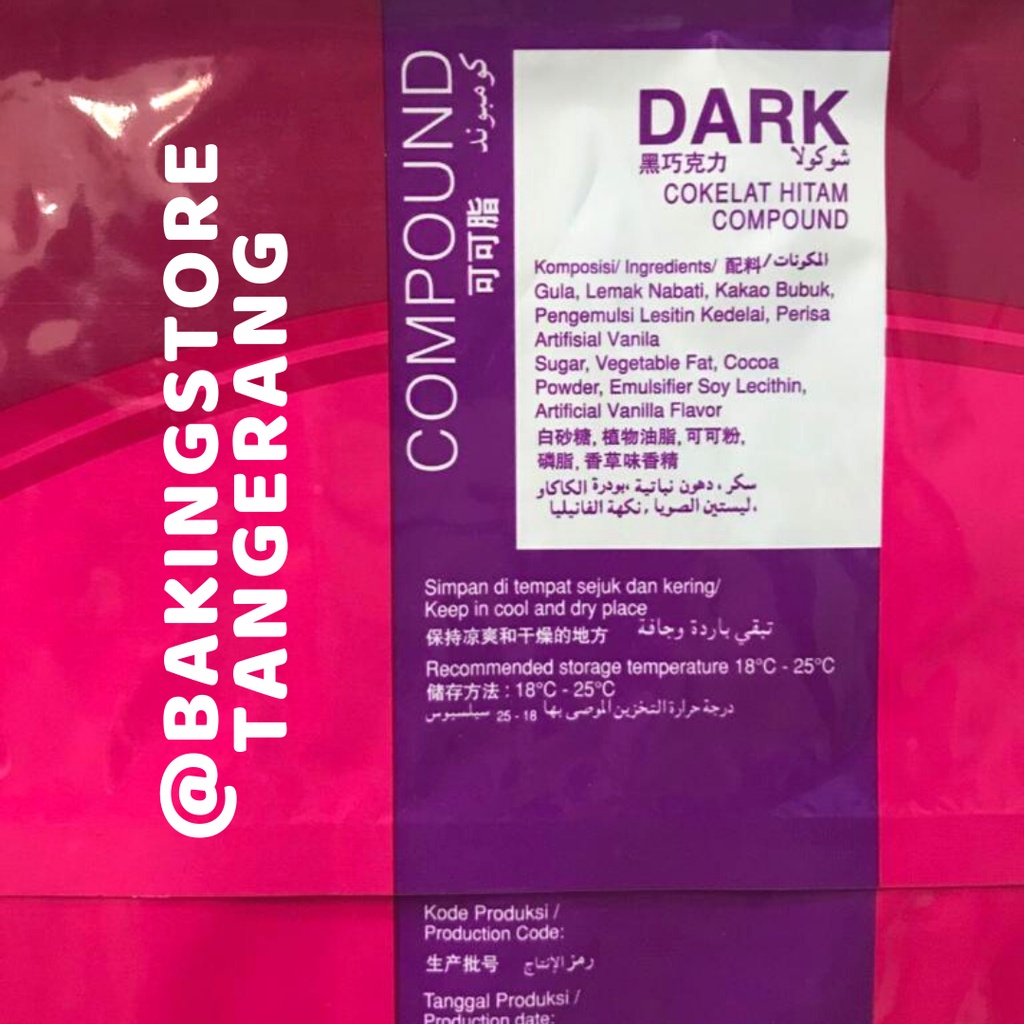 @BAKINGSTORE
TANGERANG
COMPOUND
كومبوند
可可脂
DARK
黑巧克力
شوكولا
COKELAT HITAM
COMPOUND
Komposisi/ Ingredients/ 配料/المكونات
Gula, Lemak Nabati, Kakao Bubuk,
Pengemulsi Lesitin Kedelai, Perisa
Artifisial Vanila
Sugar, Vegetable Fat, Cocoa
Powder, Emulsifier Soy Lecithin,
Artificial Vanilla Flavor
白砂糖, 植物油脂, 可可粉,
磷脂, 香草味香精
سكر ، دهون نباتية ،بودرة الكاكاو
،ليستين الصويا , نكهة الفانيليا
Simpan di tempat sejuk dan kering/
Keep in cool and dry place
保持凉爽和干燥的地方 تبقي باردة وجافة
Recommended storage temperature 18°C - 25°C
储存方法 : 18°C - 25°C
درجة حرارة التخزين الموصى بها 18 - 25 سيلسيوس
Kode Produksi /
Production Code:
生产批号 رمز الإنتاج
Tanggal Produksi /
Production date: